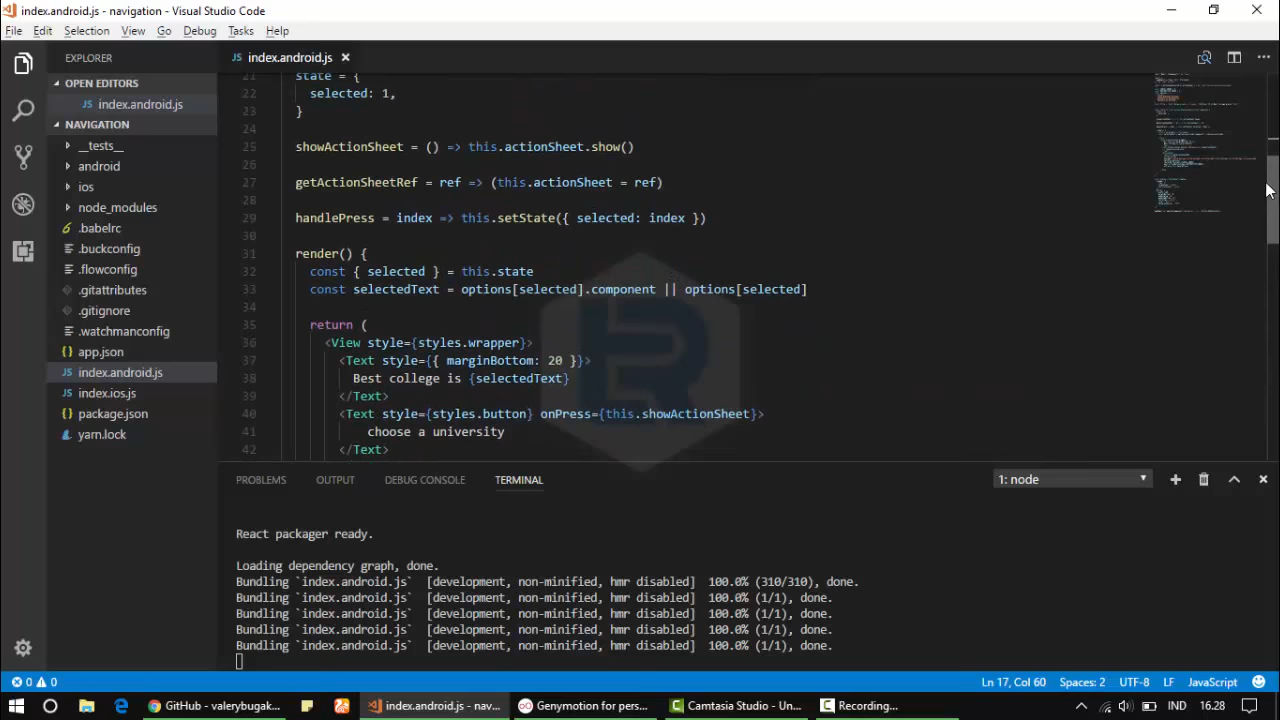 index.android.js - navigation - Visual Studio Code
File Edit Selection View Go Debug Tasks Help
EXPLORER
OPEN EDITORS
index.android.js
NAVIGATION
__tests__
android
ios
node_modules
.babelrc
.buckconfig
.flowconfig
.gitattributes
.gitignore
.watchmanconfig
app.json
index.android.js
index.ios.js
package.json
yarn.lock
index.android.js
21 state = {
22 selected: 1,
23 }
24
25 showActionSheet = () => this.actionSheet.show()
26
27 getActionSheetRef = ref => (this.actionSheet = ref)
28
29 handlePress = index => this.setState({ selected: index })
30
31 render() {
32 const { selected } = this.state
33 const selectedText = options[selected].component || options[selected]
34
35 return (
36 <View style={styles.wrapper}>
37 <Text style={{ marginBottom: 20 }}>
38 Best college is {selectedText}
39 </Text>
40 <Text style={styles.button} onPress={this.showActionSheet}>
41 choose a university
42 </Text>
PROBLEMS OUTPUT DEBUG CONSOLE TERMINAL 1: node
React packager ready.
Loading dependency graph, done.
Bundling `index.android.js` [development, non-minified, hmr disabled] 100.0% (310/310), done.
Bundling `index.android.js` [development, non-minified, hmr disabled] 100.0% (1/1), done.
Bundling `index.android.js` [development, non-minified, hmr disabled] 100.0% (1/1), done.
Bundling `index.android.js` [development, non-minified, hmr disabled] 100.0% (1/1), done.
Bundling `index.android.js` [development, non-minified, hmr disabled] 100.0% (1/1), done.
0 0 Ln 17, Col 60 Spaces: 2 UTF-8 LF JavaScript
GitHub - valerybugak... index.android.js - nav... Genymotion for pers... Camtasia Studio - Un... Recording... IND 16.28